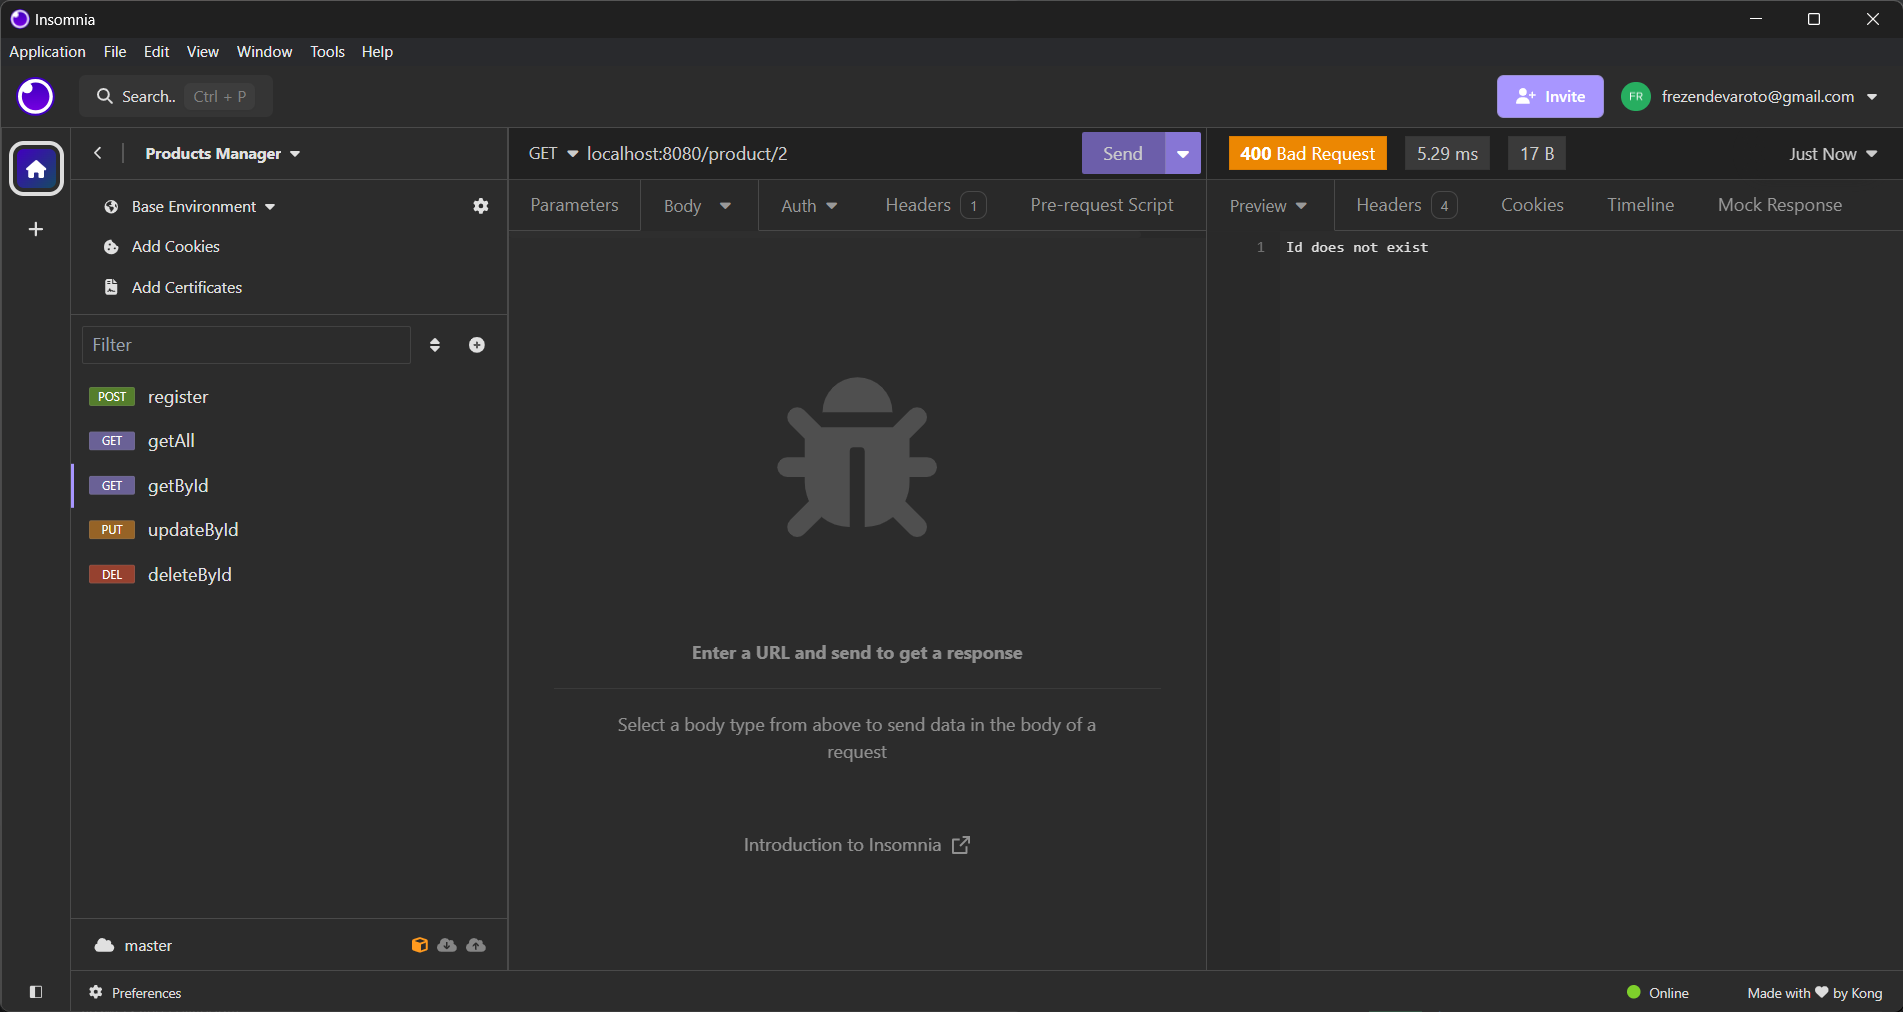 Insomnia
Application File Edit View Window Tools Help
Search.. Ctrl + P
Invite
FR frezendevaroto@gmail.com
Products Manager
Base Environment
Add Cookies
Add Certificates
Filter
POST register
GET getAll
GET getById
PUT updateById
DEL deleteById
master
GET localhost:8080/product/2 Send
Parameters Body Auth Headers 1 Pre-request Script
Enter a URL and send to get a response
Select a body type from above to send data in the body of a
request
Introduction to Insomnia
400 Bad Request 5.29 ms 17 B Just Now
Preview Headers 4 Cookies Timeline Mock Response
1 Id does not exist
Preferences
Online
Made with by Kong